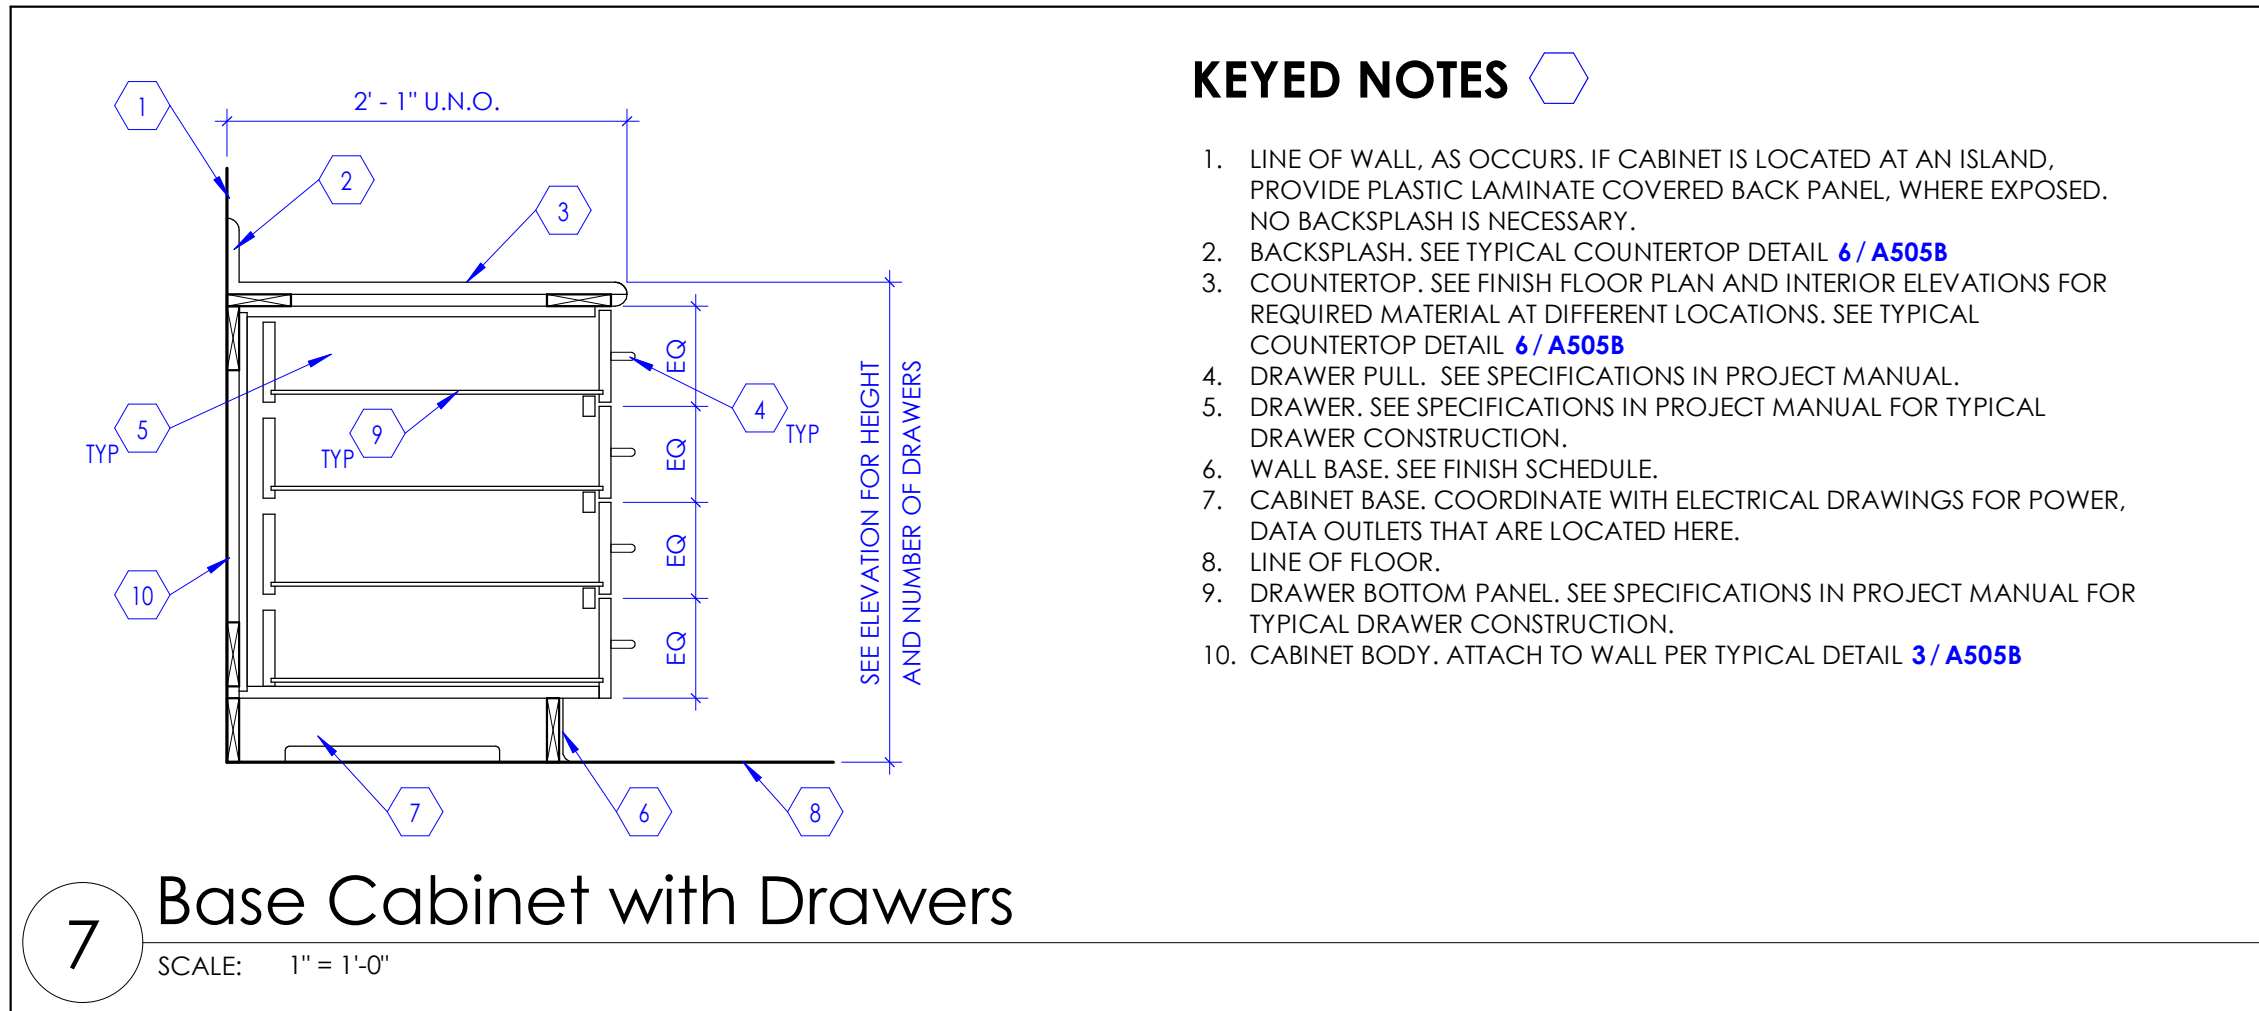 1
2' - 1" U.N.O.
2
3
EQ
EQ
EQ
EQ
4
TYP
5
TYP
9
TYP
10
SEE ELEVATION FOR HEIGHT
AND NUMBER OF DRAWERS
7
6
8
KEYED NOTES
1. LINE OF WALL, AS OCCURS. IF CABINET IS LOCATED AT AN ISLAND,
PROVIDE PLASTIC LAMINATE COVERED BACK PANEL, WHERE EXPOSED.
NO BACKSPLASH IS NECESSARY.
2. BACKSPLASH. SEE TYPICAL COUNTERTOP DETAIL 6 / A505B
3. COUNTERTOP. SEE FINISH FLOOR PLAN AND INTERIOR ELEVATIONS FOR
REQUIRED MATERIAL AT DIFFERENT LOCATIONS. SEE TYPICAL
COUNTERTOP DETAIL 6 / A505B
4. DRAWER PULL. SEE SPECIFICATIONS IN PROJECT MANUAL.
5. DRAWER. SEE SPECIFICATIONS IN PROJECT MANUAL FOR TYPICAL
DRAWER CONSTRUCTION.
6. WALL BASE. SEE FINISH SCHEDULE.
7. CABINET BASE. COORDINATE WITH ELECTRICAL DRAWINGS FOR POWER,
DATA OUTLETS THAT ARE LOCATED HERE.
8. LINE OF FLOOR.
9. DRAWER BOTTOM PANEL. SEE SPECIFICATIONS IN PROJECT MANUAL FOR
TYPICAL DRAWER CONSTRUCTION.
10. CABINET BODY. ATTACH TO WALL PER TYPICAL DETAIL 3 / A505B
7
Base Cabinet with Drawers
SCALE: 1" = 1'-0"